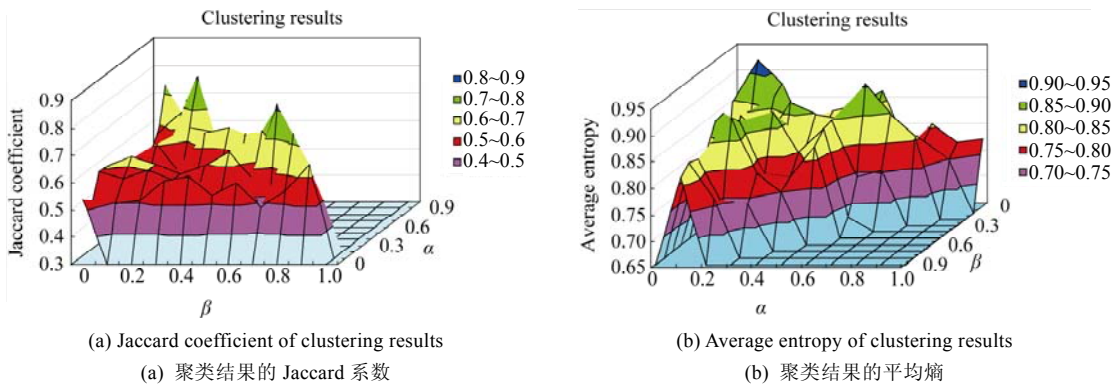 Clustering results
Jaccard coefficient
0.9
0.8
0.7
0.6
0.5
0.4
0.3
0 0.2 0.4 0.6 0.8 1.0
β
0 0.3 0.6 0.9
α
0.8~0.9
0.7~0.8
0.6~0.7
0.5~0.6
0.4~0.5
(a) Jaccard coefficient of clustering results
(a) 聚类结果的 Jaccard 系数
Clustering results
Average entropy
0.95
0.90
0.85
0.80
0.75
0.70
0.65
0 0.2 0.4 0.6 0.8 1.0
α
0.9 0.6 0.3 0
β
0.90~0.95
0.85~0.90
0.80~0.85
0.75~0.80
0.70~0.75
(b) Average entropy of clustering results
(b) 聚类结果的平均熵